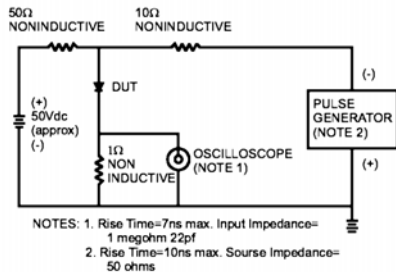 50Ω
NONINDUCTIVE
10Ω
NONINDUCTIVE
(+)
50Vdc
(approx)
(-)
DUT
1Ω
NON
INDUCTIVE
OSCILLOSCOPE
(NOTE 1)
(-)
PULSE
GENERATOR
(NOTE 2)
(+)
NOTES: 1. Rise Time=7ns max. Input Impedance=
1 megohm 22pf
2. Rise Time=10ns max. Sourse Impedance=
50 ohms